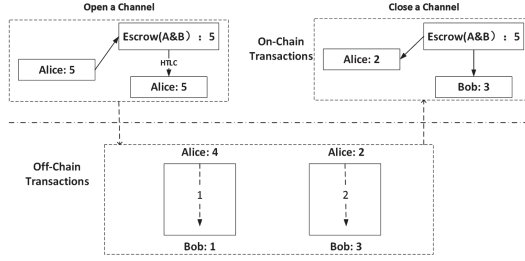 Open a Channel
Close a Channel
Escrow(A&B）：5
Alice: 5
HTLC
Alice: 5
On-Chain
Transactions
Escrow(A&B）：5
Alice: 2
Bob: 3
Off-Chain
Transactions
Alice: 4
1
Bob: 1
Alice: 2
2
Bob: 3